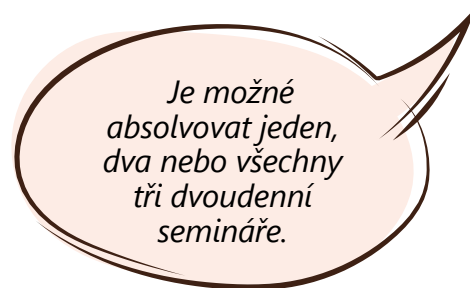 Je možné
absolvovat jeden,
dva nebo všechny
tři dvoudenní
semináře.